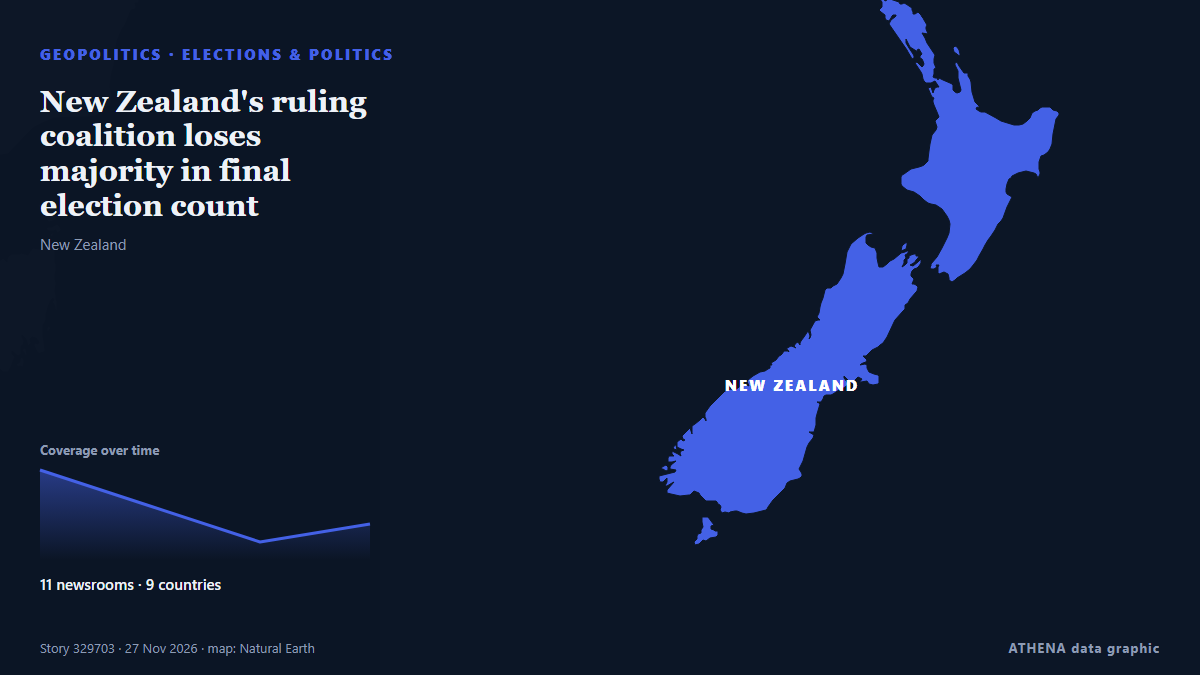 GEOPOLITICS · ELECTIONS & POLITICS
New Zealand's ruling
coalition loses
majority in final
election count
New Zealand
NEW ZEALAND
Coverage over time
11 newsrooms · 9 countries
Story 329703 · 27 Nov 2026 · map: Natural Earth
ATHENA data graphic